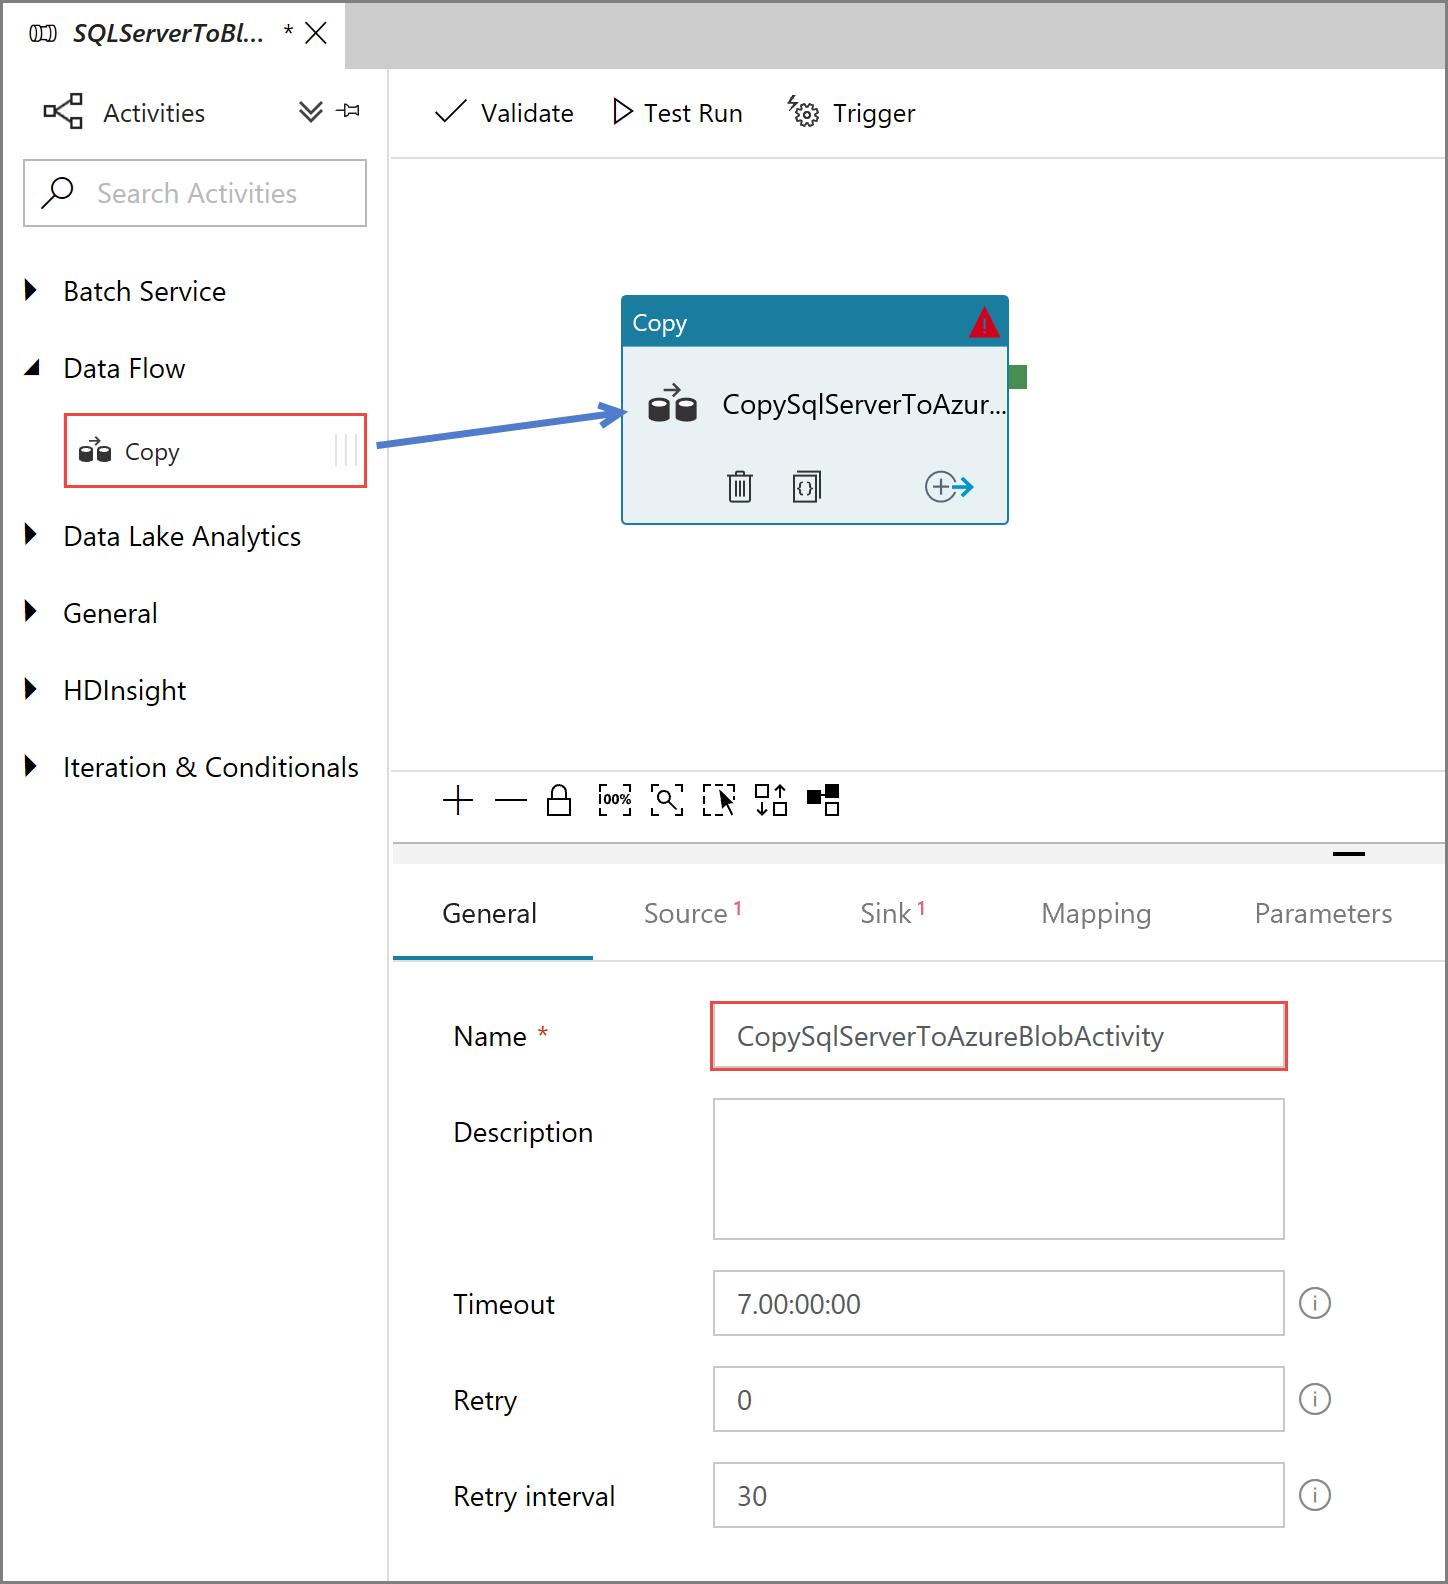 SQLServerToBl... * 
Activities
Search Activities
Batch Service
Data Flow
Copy
Data Lake Analytics
General
HDInsight
Iteration & Conditionals
Validate Test Run Trigger
Copy
CopySqlServerToAzur...
{}
00%
General Source 1 Sink 1 Mapping Parameters
Name * CopySqlServerToAzureBlobActivity
Description
Timeout 7.00:00:00
Retry 0
Retry interval 30